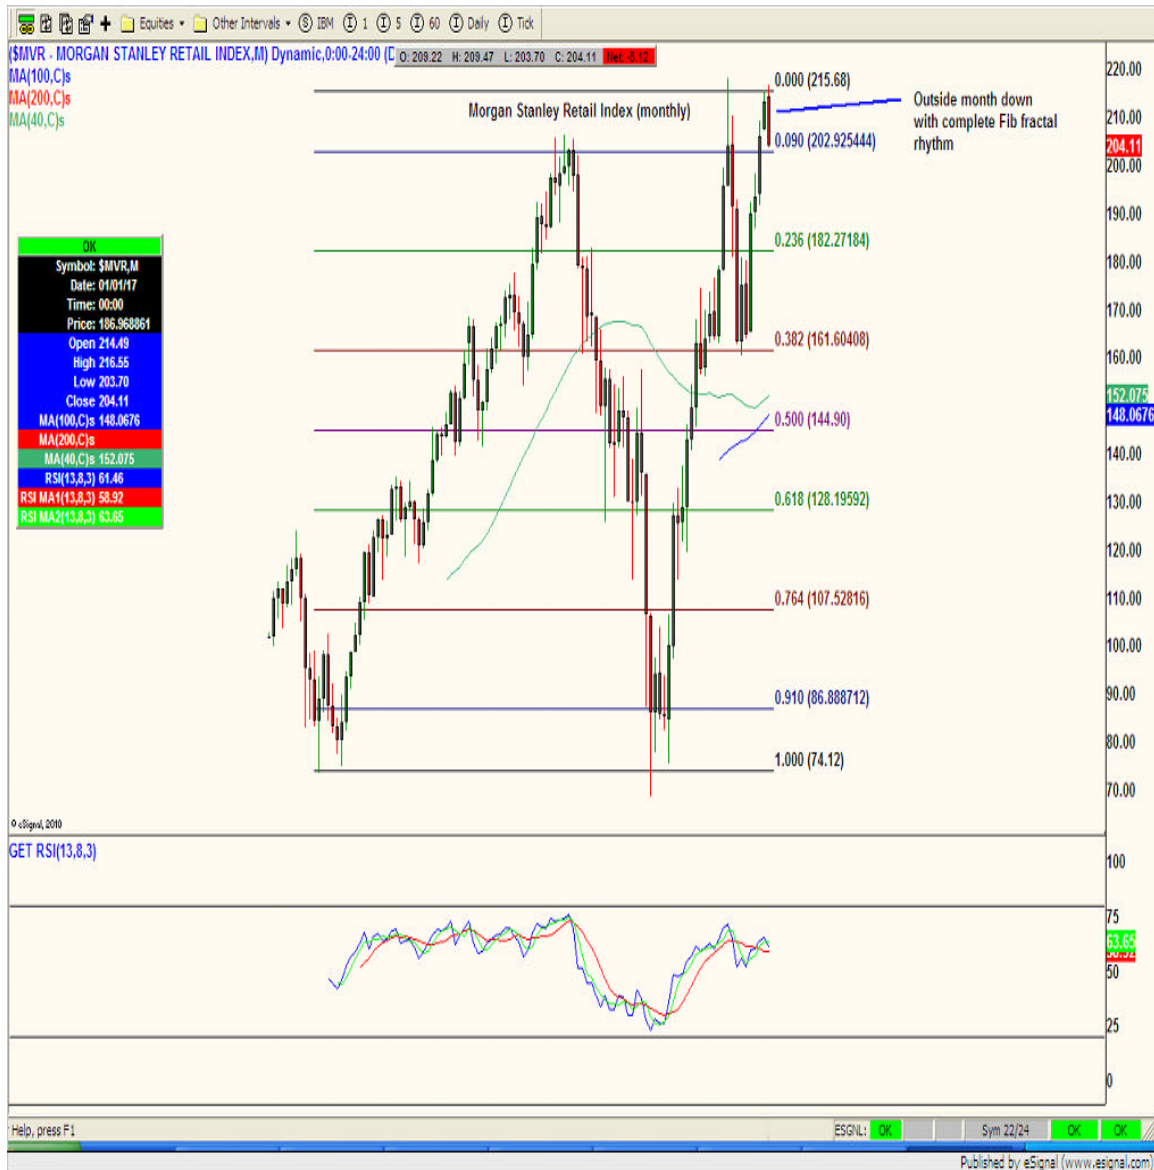 Equities Other Intervals S IBM I 1 I 5 I 60 I Daily I Tick
($MVR - MORGAN STANLEY RETAIL INDEX,M) Dynamic,0:00-24:00 (D O: 209.22 H: 209.47 L: 203.70 C: 204.11 Net: -5.12
MA(100,C)s
MA(200,C)s
MA(40,C)s
Morgan Stanley Retail Index (monthly)
Outside month down
with complete Fib fractal
rhythm
0.000 (215.68)
0.090 (202.925444)
0.236 (182.27184)
0.382 (161.60408)
0.500 (144.90)
0.618 (128.19592)
0.764 (107.52816)
0.910 (86.888712)
1.000 (74.12)
220.00
210.00
204.11
200.00
190.00
180.00
170.00
160.00
152.075
148.0676
140.00
130.00
120.00
110.00
100.00
90.00
80.00
70.00
OK
Symbol: $MVR,M
Date: 01/01/17
Time: 00:00
Price: 186.968861
Open 214.49
High 216.55
Low 203.70
Close 204.11
MA(100,C)s 148.0676
MA(200,C)s
MA(40,C)s 152.075
RSI(13,8,3) 61.46
RSI MA1(13,8,3) 58.92
RSI MA2(13,8,3) 63.65
© eSignal, 2010
GET RSI(13,8,3)
100
75
63.65
50
25
0
Help, press F1 ESGNL: OK Sym 22/24 OK OK
Published by eSignal (www.esignal.com)